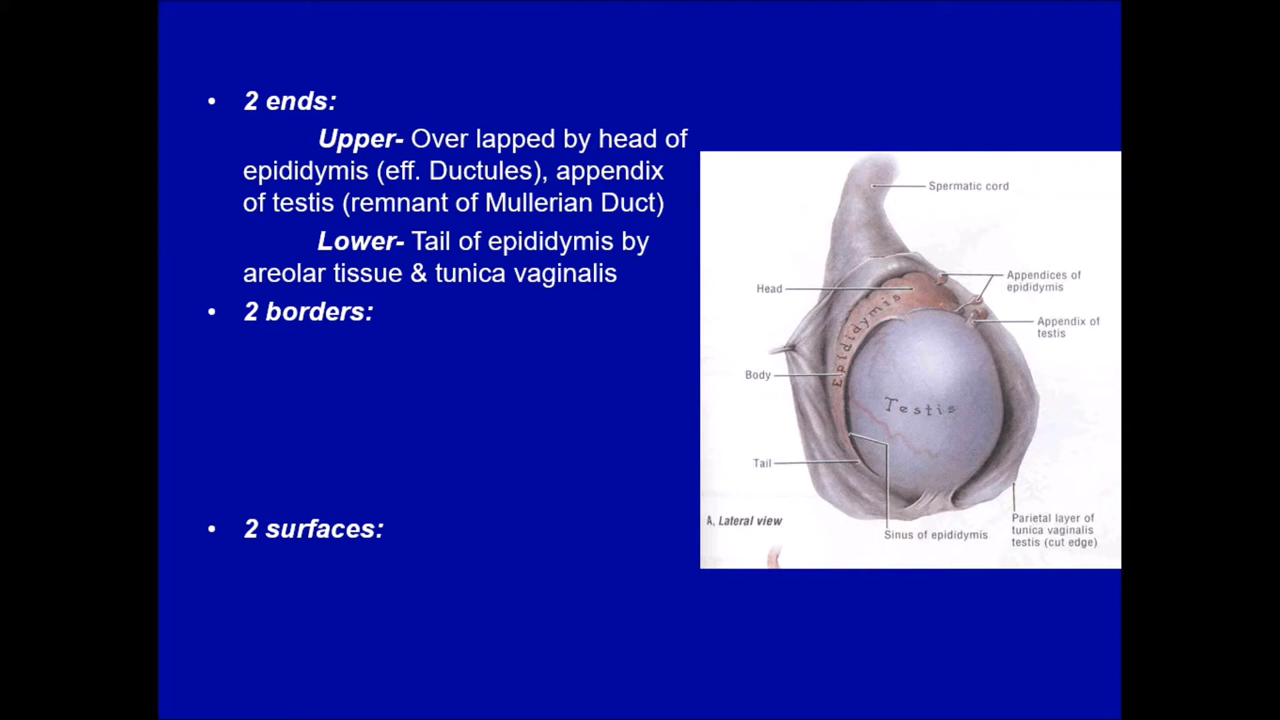 • 2 ends:
Upper- Over lapped by head of
epididymis (eff. Ductules), appendix
of testis (remnant of Mullerian Duct)
Lower- Tail of epididymis by
areolar tissue & tunica vaginalis
• 2 borders:
• 2 surfaces:
Spermatic cord
Head
Appendices of
epididymis
Appendix of
testis
Epididymis
Body
Testis
Tail
A, Lateral view
Sinus of epididymis
Parietal layer of
tunica vaginalis
testis (cut edge)